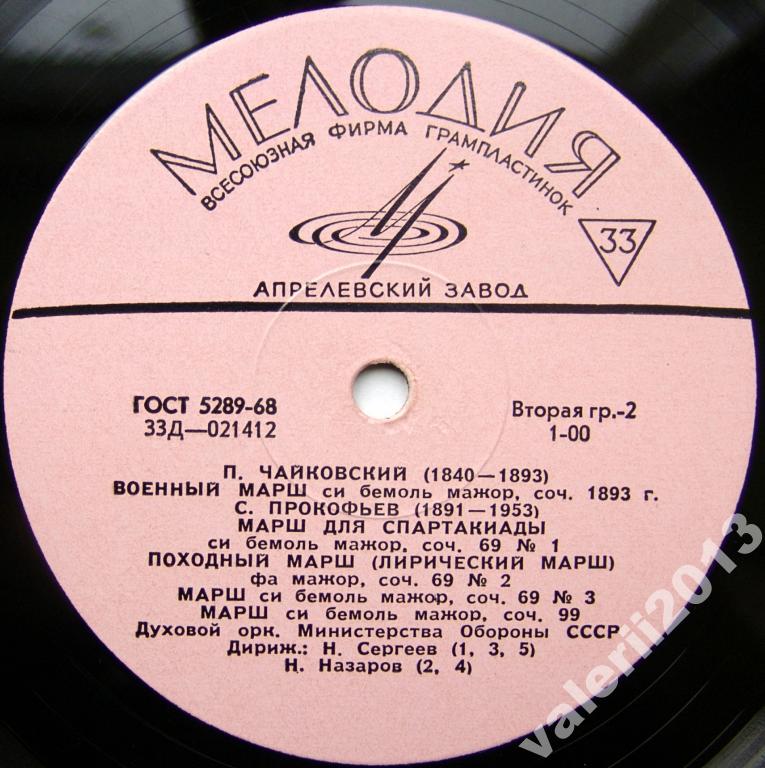 МЕЛОДИЯ
ВСЕСОЮЗНАЯ ФИРМА ГРАМПЛАСТИНОК
33
АПРЕЛЕВСКИЙ ЗАВОД
ГОСТ 5289-68
33Д—021412
Вторая гр.-2
1-00
П. ЧАЙКОВСКИЙ (1840—1893)
ВОЕННЫЙ МАРШ си бемоль мажор, соч. 1893 г.
С. ПРОКОФЬЕВ (1891—1953)
МАРШ ДЛЯ СПАРТАКИАДЫ
си бемоль мажор, соч. 69 № 1
ПОХОДНЫЙ МАРШ (ЛИРИЧЕСКИЙ МАРШ)
фа мажор, соч. 69 № 2
МАРШ си бемоль мажор, соч. 69 № 3
МАРШ си бемоль мажор, соч. 99
Духовой орк. Министерства Обороны СССР
Дириж.: Н. Сергеев (1, 3, 5)
Н. Назаров (2, 4)
valerii2013